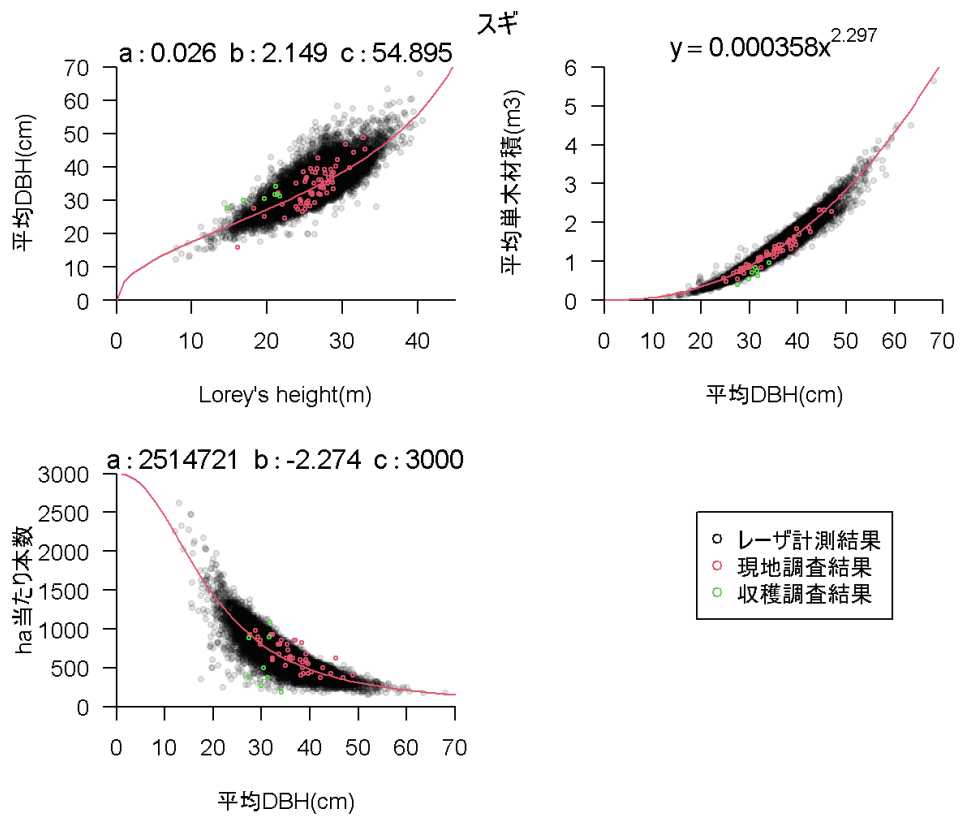 スギ
a : 0.026 b : 2.149 c : 54.895
70
60
50
40
30
20
10
0
平均DBH(cm)
0 10 20 30 40
Lorey's height(m)
y = 0.000358x^2.297
6
5
4
3
2
1
0
平均単木材積(m3)
0 10 20 30 40 50 60 70
平均DBH(cm)
a : 2514721 b : -2.274 c : 3000
3000
2500
2000
1500
1000
500
0
ha当たり本数
0 10 20 30 40 50 60 70
平均DBH(cm)
レーザ計測結果
現地調査結果
収穫調査結果